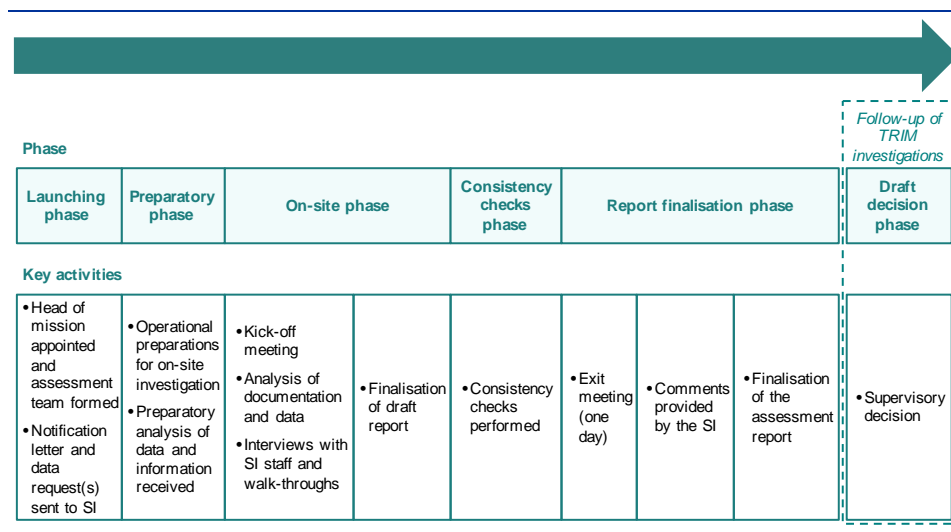 Follow-up of
TRIM
investigations
Phase
Launching
phase
Preparatory
phase
On-site phase
Consistency
checks
phase
Report finalisation phase
Draft
decision
phase
Key activities
•Head of
mission
appointed
and
assessment
team formed
•Notification
letter and
data
request(s)
sent to SI
•Operational
preparations
for on-site
investigation
•Preparatory
analysis of
data and
information
received
•Kick-off
meeting
•Analysis of
documentation
and data
•Interviews with
SI staff and
walk-throughs
•Finalisation
of draft
report
•Consistency
checks
performed
•Exit
meeting
(one
day)
•Comments
provided
by the SI
•Finalisation
of the
assessment
report
•Supervisory
decision